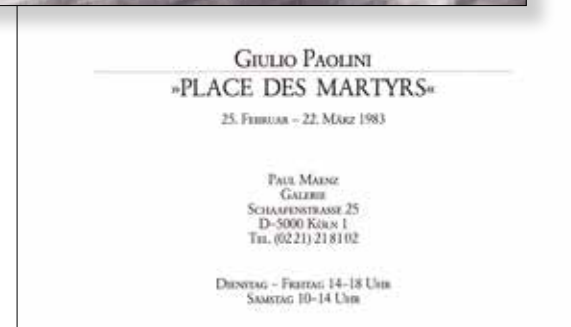 GIULIO PAOLINI
»PLACE DES MARTYRS«
25. FEBRUAR – 22. MÄRZ 1983
PAUL MAENZ
GALERIE
SCHAAFENSTRASSE 25
D-5000 KÖLN 1
TEL. (0221) 218102
DIENSTAG – FREITAG 14-18 UHR
SAMSTAG 10-14 UHR